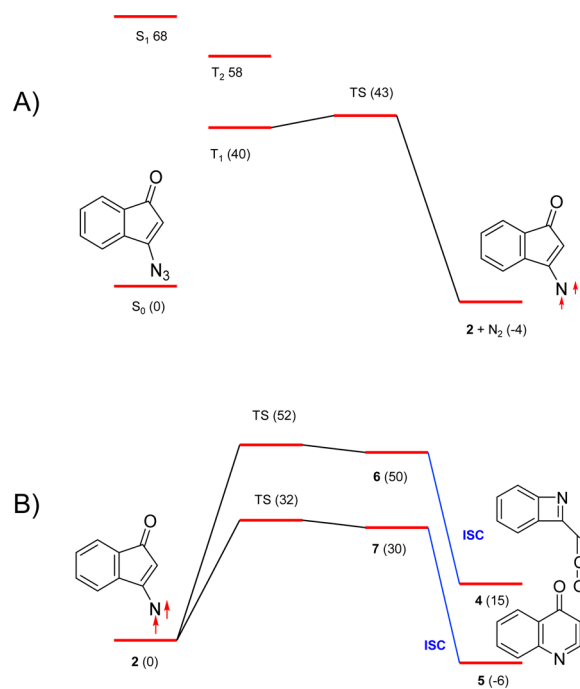 S1 68
T2 58
A)
TS (43)
T1 (40)
O
N3
S0 (0)
O
N
2 + N2 (-4)
TS (52)
B)
6 (50)
TS (32)
ISC
7 (30)
N
C
O
O
O
N
4 (15)
O
ISC
N
2 (0)
5 (-6)